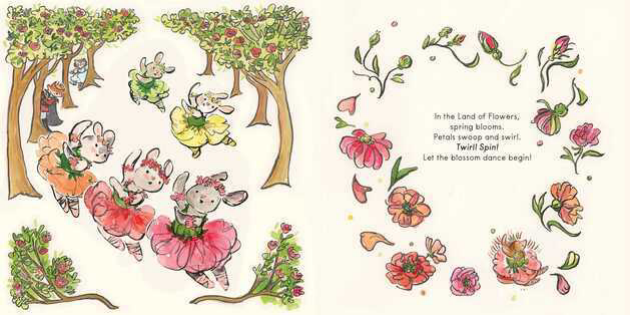 In the Land of Flowers,
spring blooms.
Petals swoop and swirl.
Twirl! Spin!
Let the blossom dance begin!